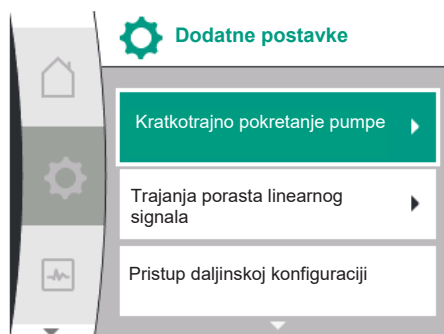 Dodatne postavke
Kratkotrajno pokretanje pumpe
Trajanja porasta linearnog
signala
Pristup daljinskoj konfiguraciji